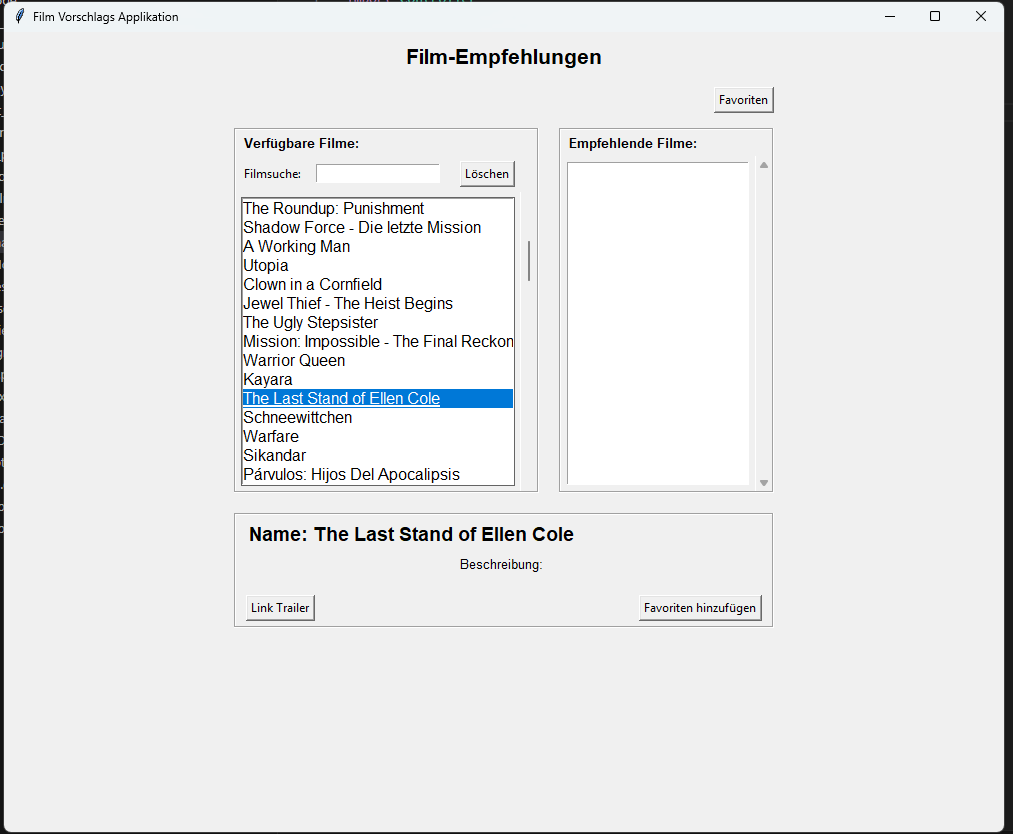 Film Vorschlags Applikation
Film-Empfehlungen
Favoriten
Verfügbare Filme:
Filmsuche:
Löschen
The Roundup: Punishment
Shadow Force - Die letzte Mission
A Working Man
Utopia
Clown in a Cornfield
Jewel Thief - The Heist Begins
The Ugly Stepsister
Mission: Impossible - The Final Reckon
Warrior Queen
Kayara
The Last Stand of Ellen Cole
Schneewittchen
Warfare
Sikandar
Párvulos: Hijos Del Apocalipsis
Empfehlende Filme:
Name: The Last Stand of Ellen Cole
Beschreibung:
Link Trailer
Favoriten hinzufügen